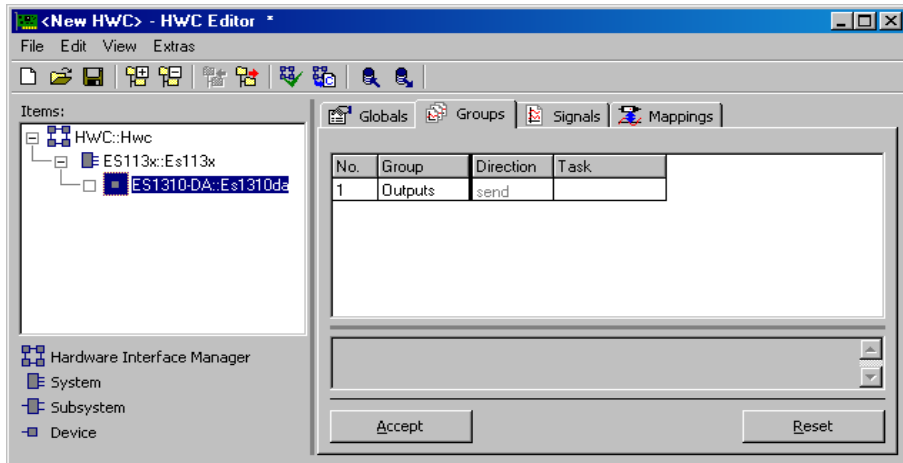 <New HWC> - HWC Editor *
File Edit View Extras
Items:
HWC::Hwc
ES113x::Es113x
ES1310-DA::Es1310da
Hardware Interface Manager
System
Subsystem
Device
Globals Groups Signals Mappings
No. Group Direction Task
1 Outputs send
Accept Reset